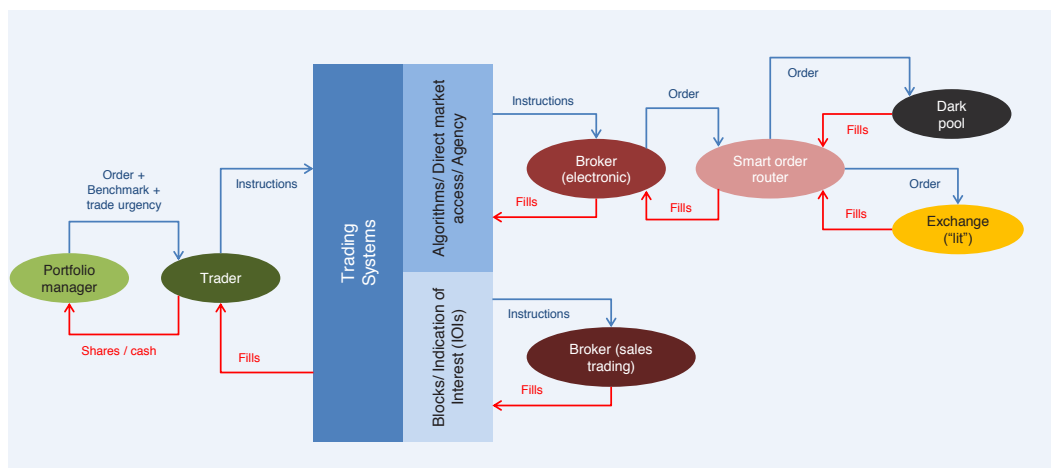 Order +
Benchmark +
trade urgency
Portfolio
manager
Shares / cash
Trader
Instructions
Fills
Trading
Systems
Algorithms/ Direct market
access/ Agency
Blocks/ Indication of
Interest (IOIs)
Instructions
Broker
(electronic)
Fills
Order
Smart order
router
Fills
Order
Dark
pool
Fills
Order
Exchange
(“lit”)
Fills
Instructions
Broker (sales
trading)
Fills